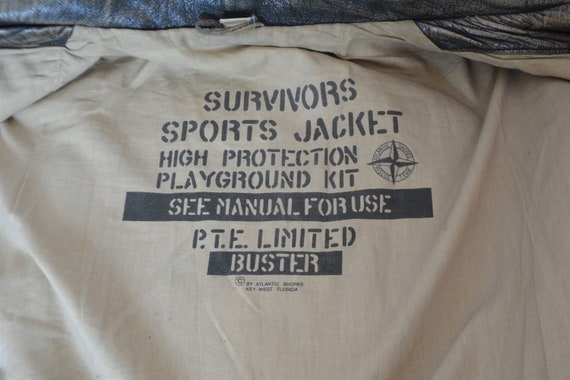 SURVIVORS
SPORTS JACKET
HIGH PROTECTION
PLAYGROUND KIT
SEE MANUAL FOR USE
P.T.E. LIMITED
BUSTER
© BY ATLANTIC SHORES
KEY WEST FLORIDA